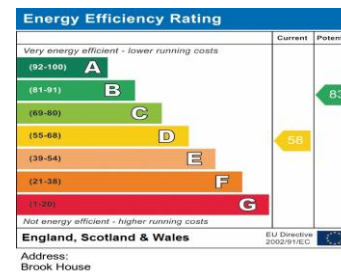 Energy Efficiency Rating
Current Poten
Very energy efficient - lower running costs
(92-100) A
(81-91) B
83
(69-80) C
(55-68) D
58
(39-54) E
(21-38) F
(1-20) G
Not energy efficient - higher running costs
England, Scotland & Wales
EU Directive
2002/91/EC
Address:
Brook House